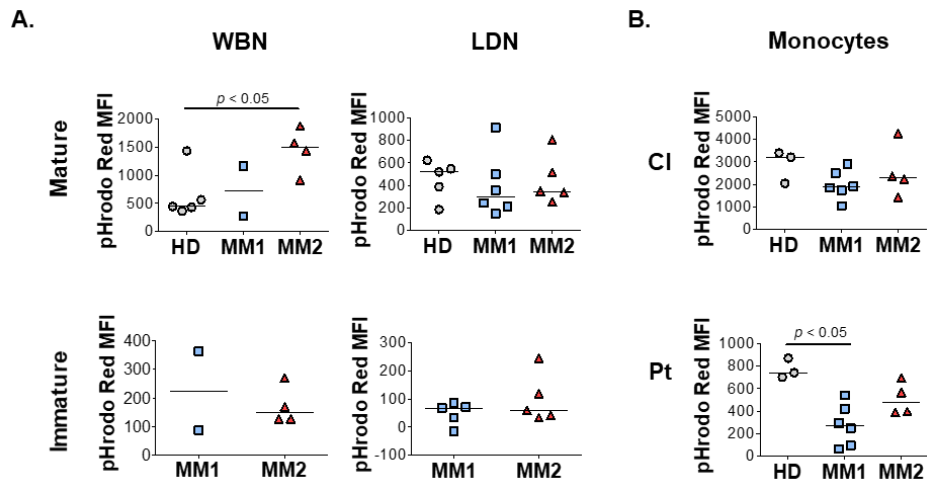 A.
B.
WBN
LDN
Monocytes
Mature
pHrodo Red MFI
2000
1500
1000
500
0
p < 0.05
HD MM1 MM2
pHrodo Red MFI
1000
800
600
400
200
0
HD MM1 MM2
Cl
pHrodo Red MFI
5000
4000
3000
2000
1000
0
HD MM1 MM2
Immature
pHrodo Red MFI
400
300
200
100
0
MM1 MM2
pHrodo Red MFI
300
200
100
0
-100
MM1 MM2
Pt
pHrodo Red MFI
1000
800
600
400
200
0
p < 0.05
HD MM1 MM2